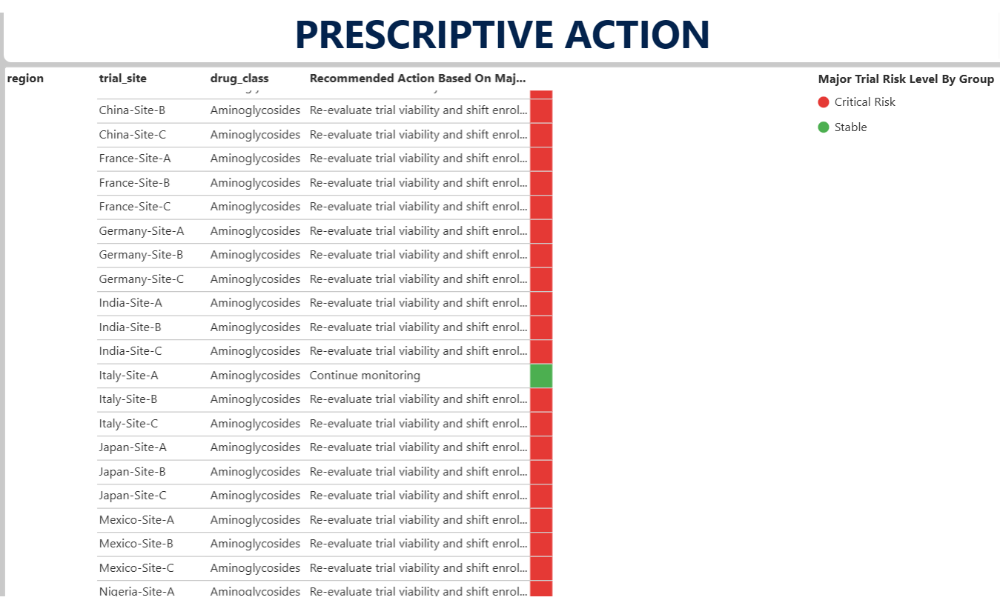 PRESCRIPTIVE ACTION
region trial_site drug_class Recommended Action Based On Maj... Major Trial Risk Level By Group
Critical Risk
Stable
China-Site-B Aminoglycosides Re-evaluate trial viability and shift enrol...
China-Site-C Aminoglycosides Re-evaluate trial viability and shift enrol...
France-Site-A Aminoglycosides Re-evaluate trial viability and shift enrol...
France-Site-B Aminoglycosides Re-evaluate trial viability and shift enrol...
France-Site-C Aminoglycosides Re-evaluate trial viability and shift enrol...
Germany-Site-A Aminoglycosides Re-evaluate trial viability and shift enrol...
Germany-Site-B Aminoglycosides Re-evaluate trial viability and shift enrol...
Germany-Site-C Aminoglycosides Re-evaluate trial viability and shift enrol...
India-Site-A Aminoglycosides Re-evaluate trial viability and shift enrol...
India-Site-B Aminoglycosides Re-evaluate trial viability and shift enrol...
India-Site-C Aminoglycosides Re-evaluate trial viability and shift enrol...
Italy-Site-A Aminoglycosides Continue monitoring
Italy-Site-B Aminoglycosides Re-evaluate trial viability and shift enrol...
Italy-Site-C Aminoglycosides Re-evaluate trial viability and shift enrol...
Japan-Site-A Aminoglycosides Re-evaluate trial viability and shift enrol...
Japan-Site-B Aminoglycosides Re-evaluate trial viability and shift enrol...
Japan-Site-C Aminoglycosides Re-evaluate trial viability and shift enrol...
Mexico-Site-A Aminoglycosides Re-evaluate trial viability and shift enrol...
Mexico-Site-B Aminoglycosides Re-evaluate trial viability and shift enrol...
Mexico-Site-C Aminoglycosides Re-evaluate trial viability and shift enrol...
Nigeria-Site-A Aminoglycosides Re-evaluate trial viability and shift enrol...